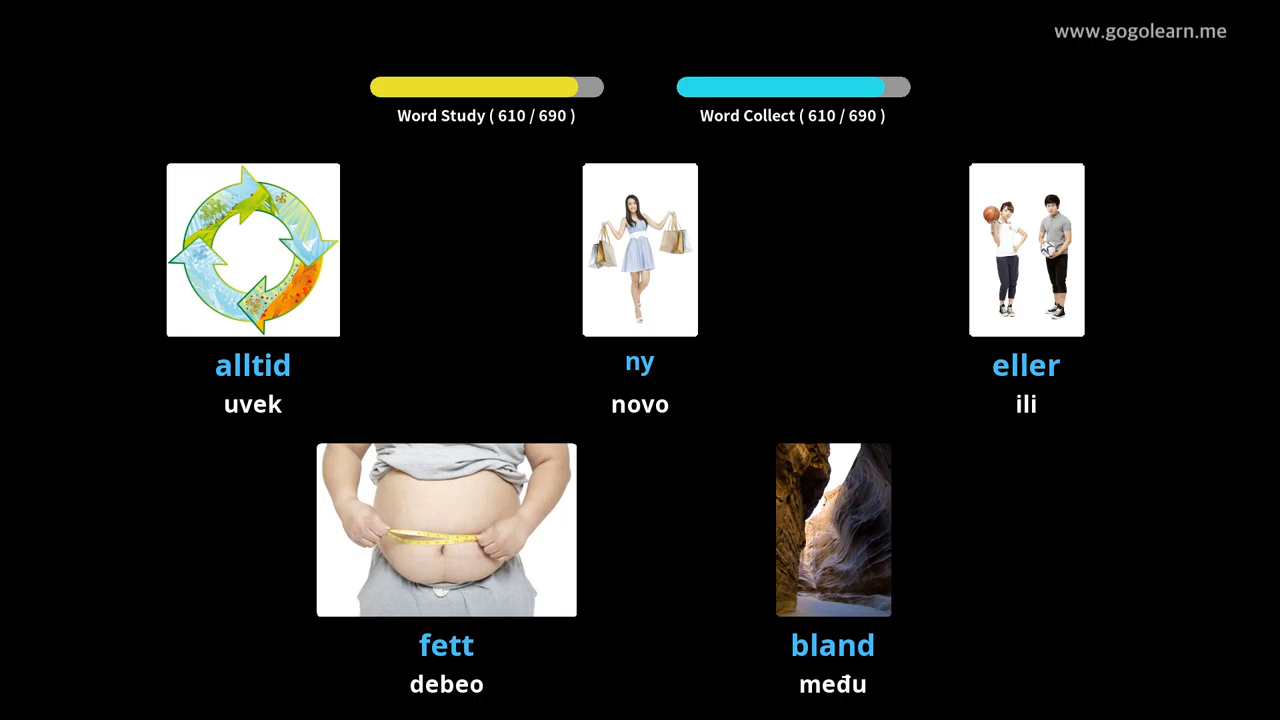 www.gogolearn.me
Word Study ( 610 / 690 )
Word Collect ( 610 / 690 )
alltid
uvek
ny
novo
eller
ili
fett
debeo
bland
među